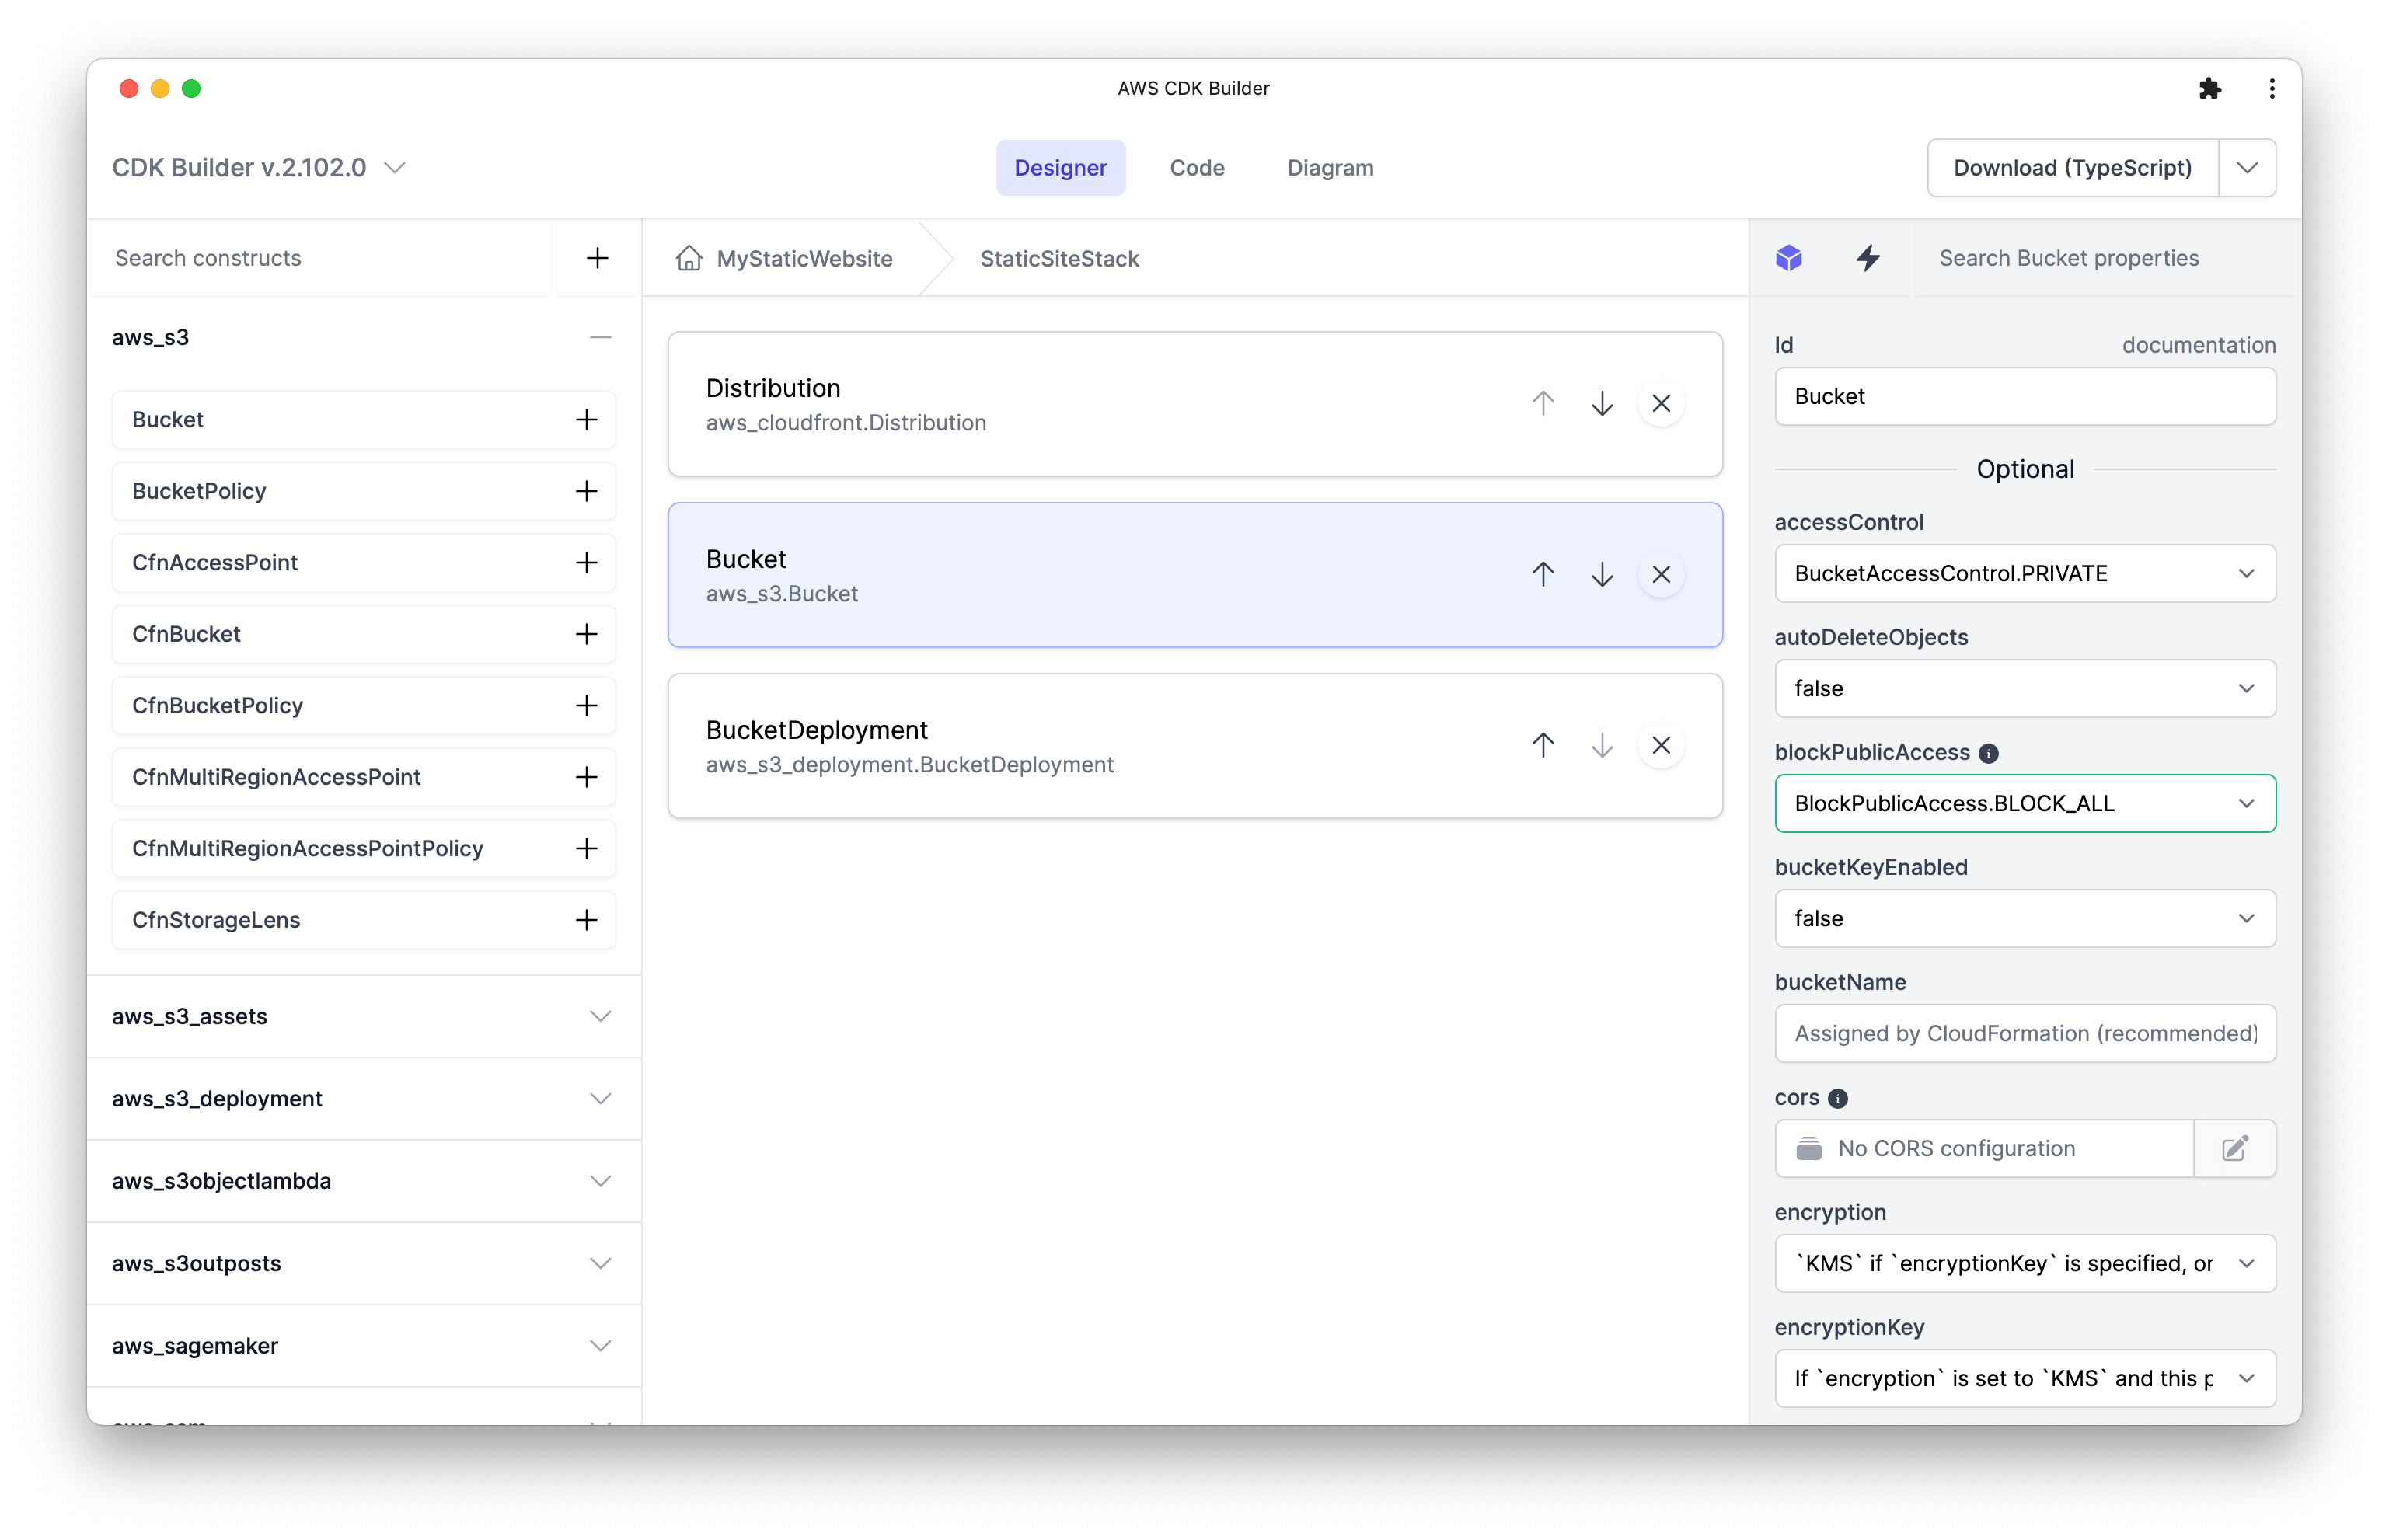 AWS CDK Builder
CDK Builder v.2.102.0
Designer
Code
Diagram
Download (TypeScript)
Search constructs
aws_s3
Bucket
BucketPolicy
CfnAccessPoint
CfnBucket
CfnBucketPolicy
CfnMultiRegionAccessPoint
CfnMultiRegionAccessPointPolicy
CfnStorageLens
aws_s3_assets
aws_s3_deployment
aws_s3objectlambda
aws_s3outposts
aws_sagemaker
MyStaticWebsite
StaticSiteStack
Distribution
aws_cloudfront.Distribution
Bucket
aws_s3.Bucket
BucketDeployment
aws_s3_deployment.BucketDeployment
Search Bucket properties
Id
documentation
Bucket
Optional
accessControl
BucketAccessControl.PRIVATE
autoDeleteObjects
false
blockPublicAccess
BlockPublicAccess.BLOCK_ALL
bucketKeyEnabled
false
bucketName
Assigned by CloudFormation (recommended)
cors
No CORS configuration
encryption
`KMS` if `encryptionKey` is specified, or
encryptionKey
If `encryption` is set to `KMS` and this p